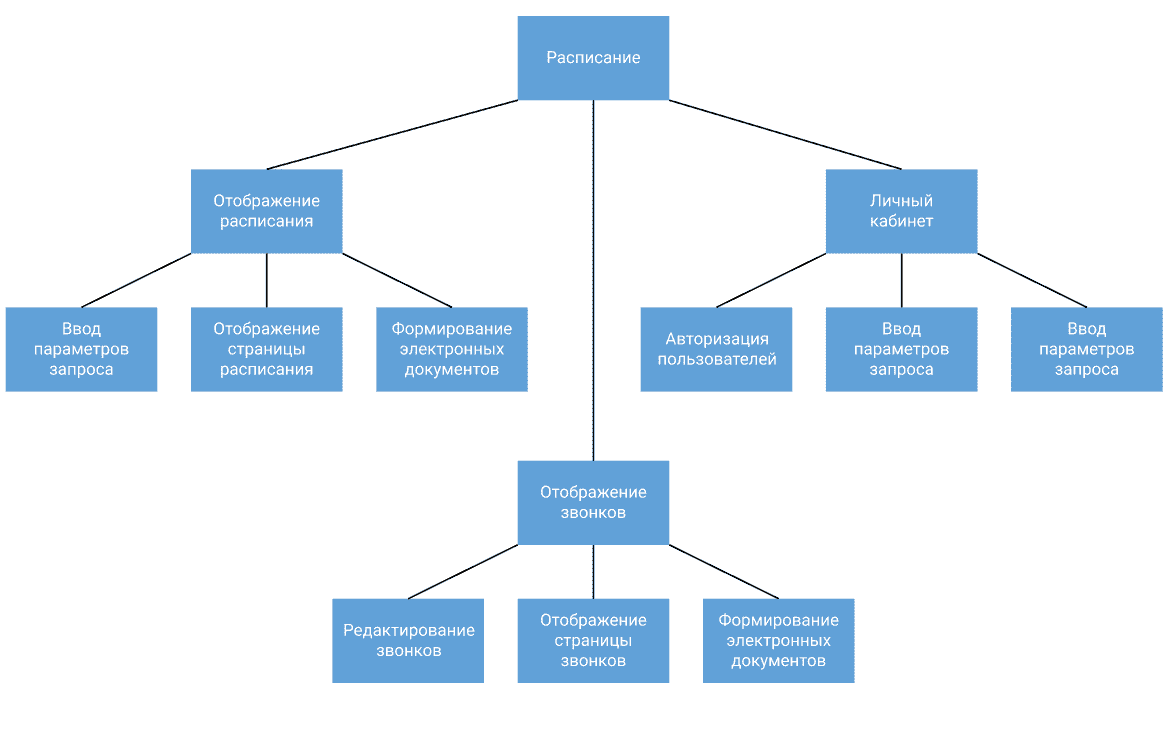 Расписание
Отображение
расписания
Личный
кабинет
Ввод
параметров
запроса
Отображение
страницы
расписания
Формирование
электронных
документов
Авторизация
пользователей
Ввод
параметров
запроса
Ввод
параметров
запроса
Отображение
звонков
Редактирование
звонков
Отображение
страницы
звонков
Формирование
электронных
документов